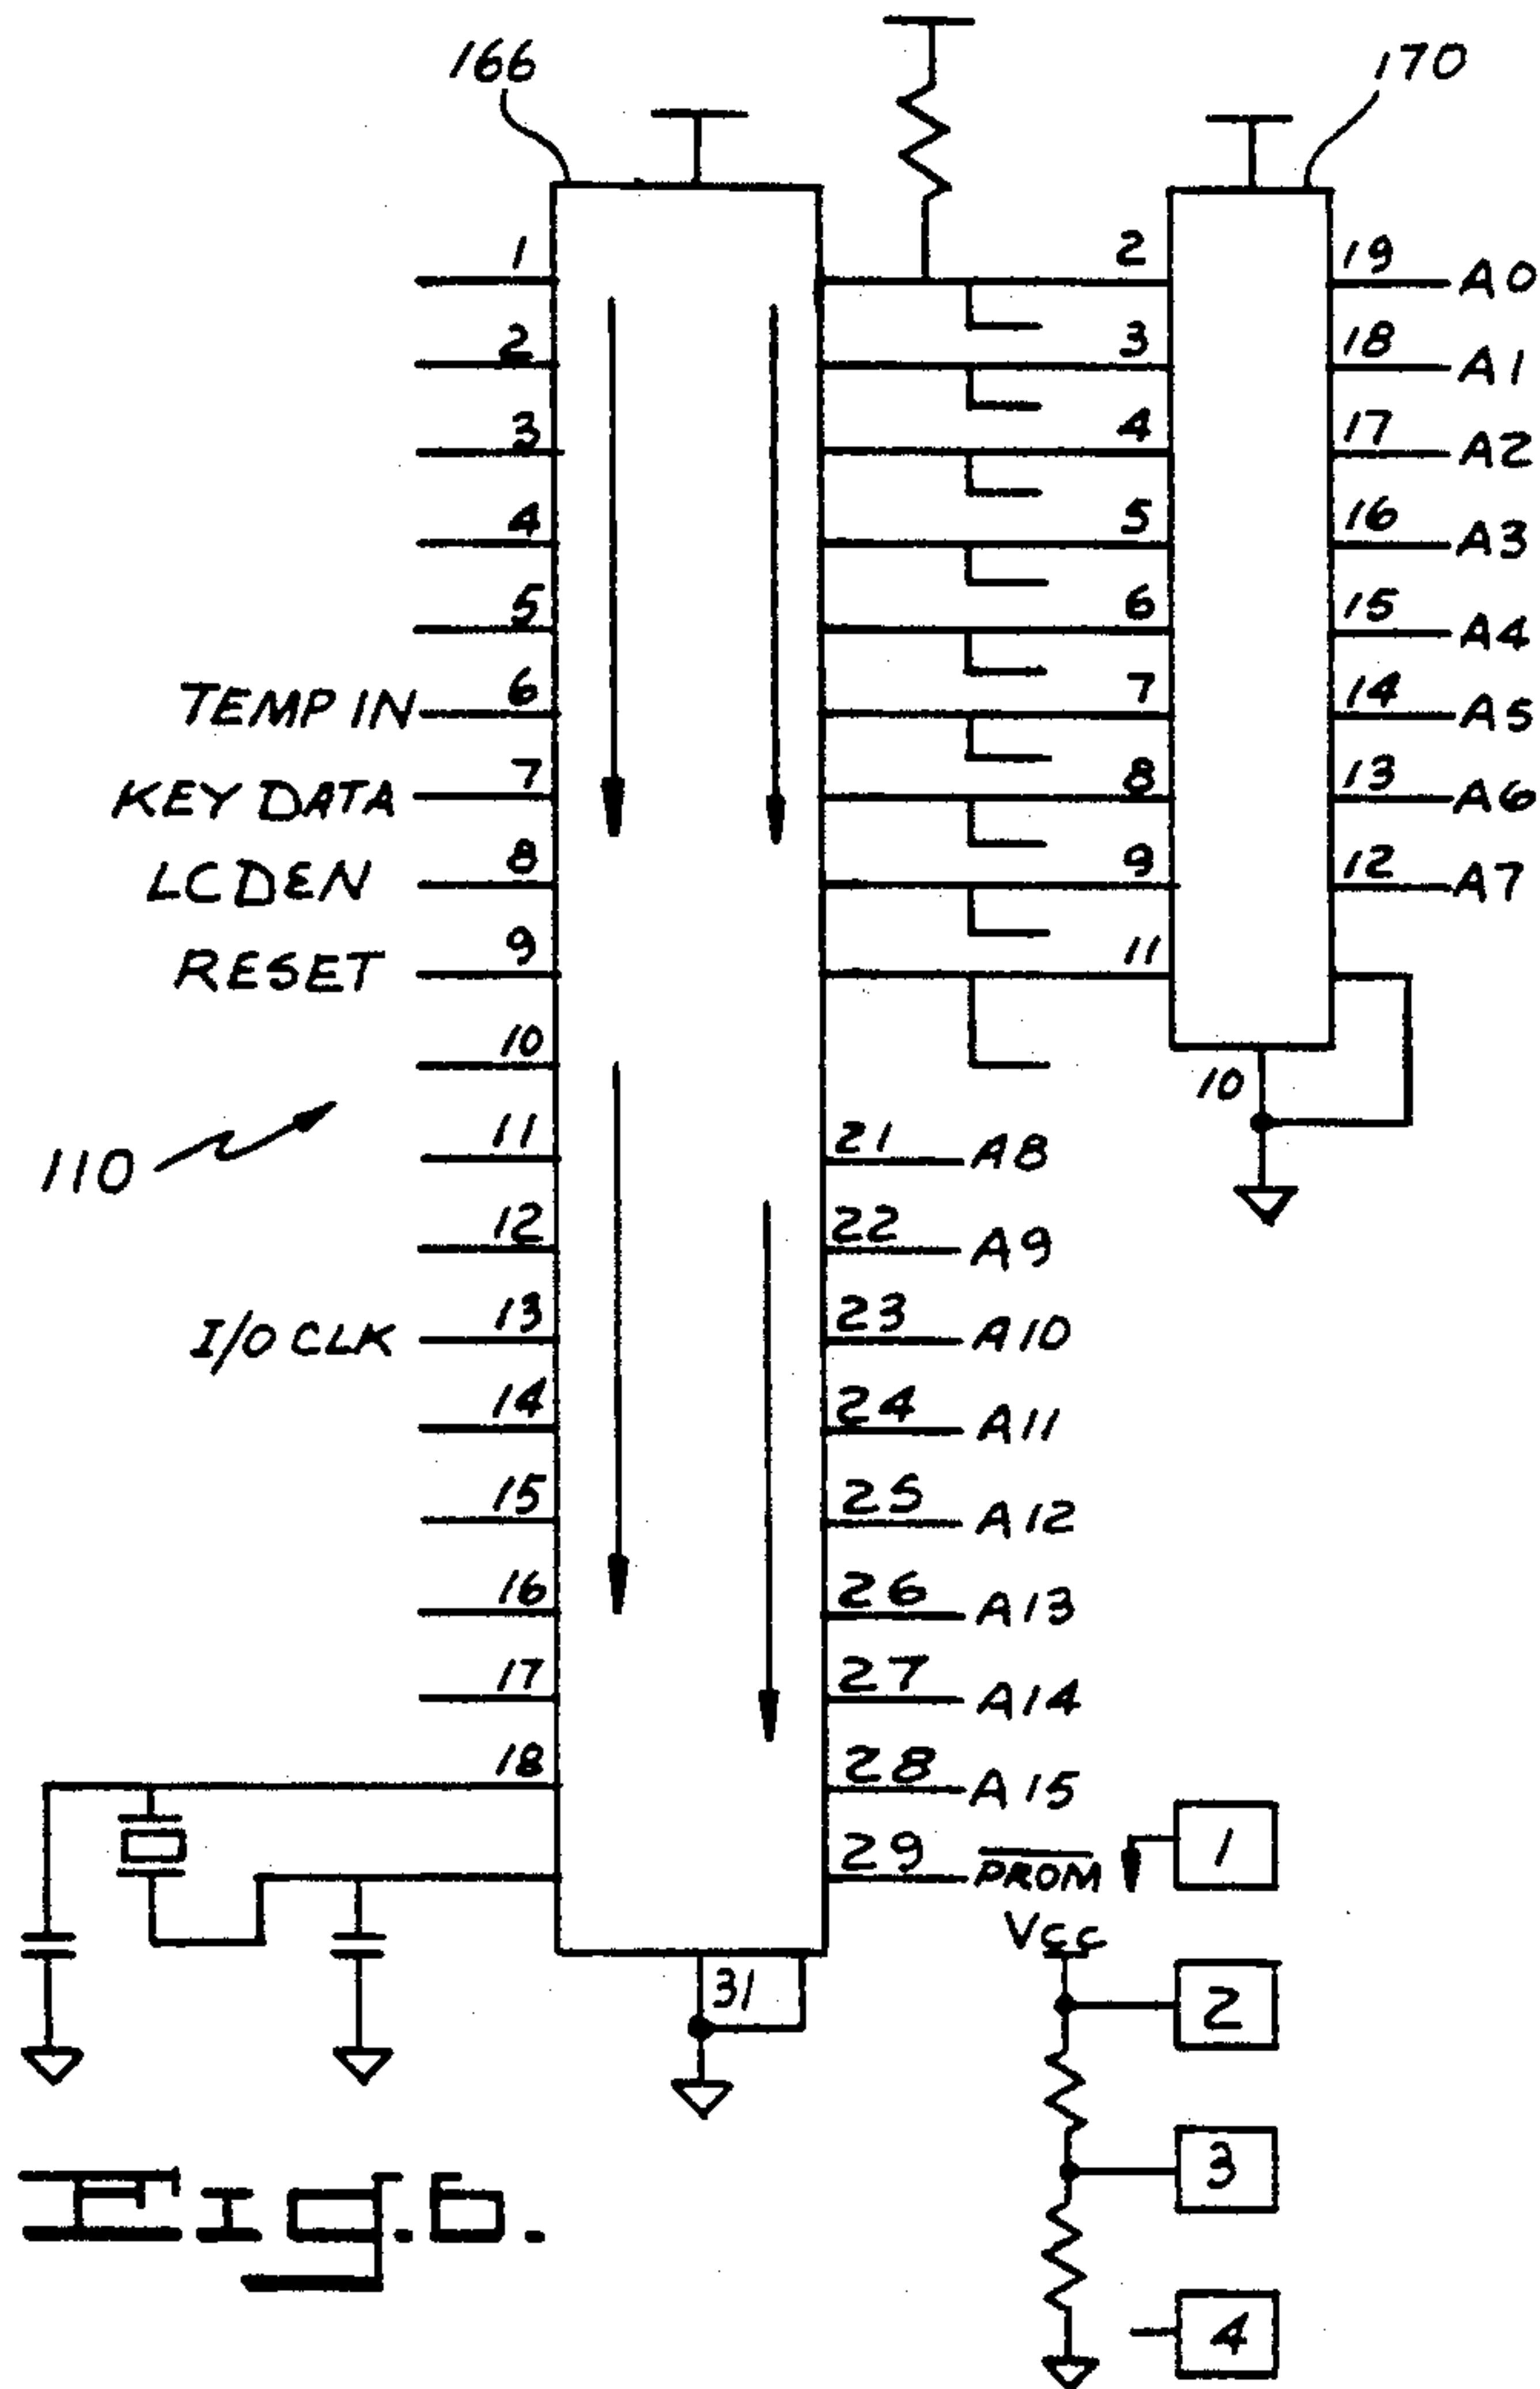 166
170
1
2
19 A0
2
3
18 A1
3
4
17 A2
4
5
16 A3
5
6
15 A4
TEMP IN 6
7
14 A5
KEY DATA 7
8
13 A6
LCDEN 8
9
12 A7
RESET 9
11
10
10
110
11
21 A8
12
22 A9
I/O CLK 13
23 A10
14
24 A11
15
25 A12
16
26 A13
17
27 A14
18
28 A15
29 PROM
1
Vcc
31
2
3
4
Fig.6.